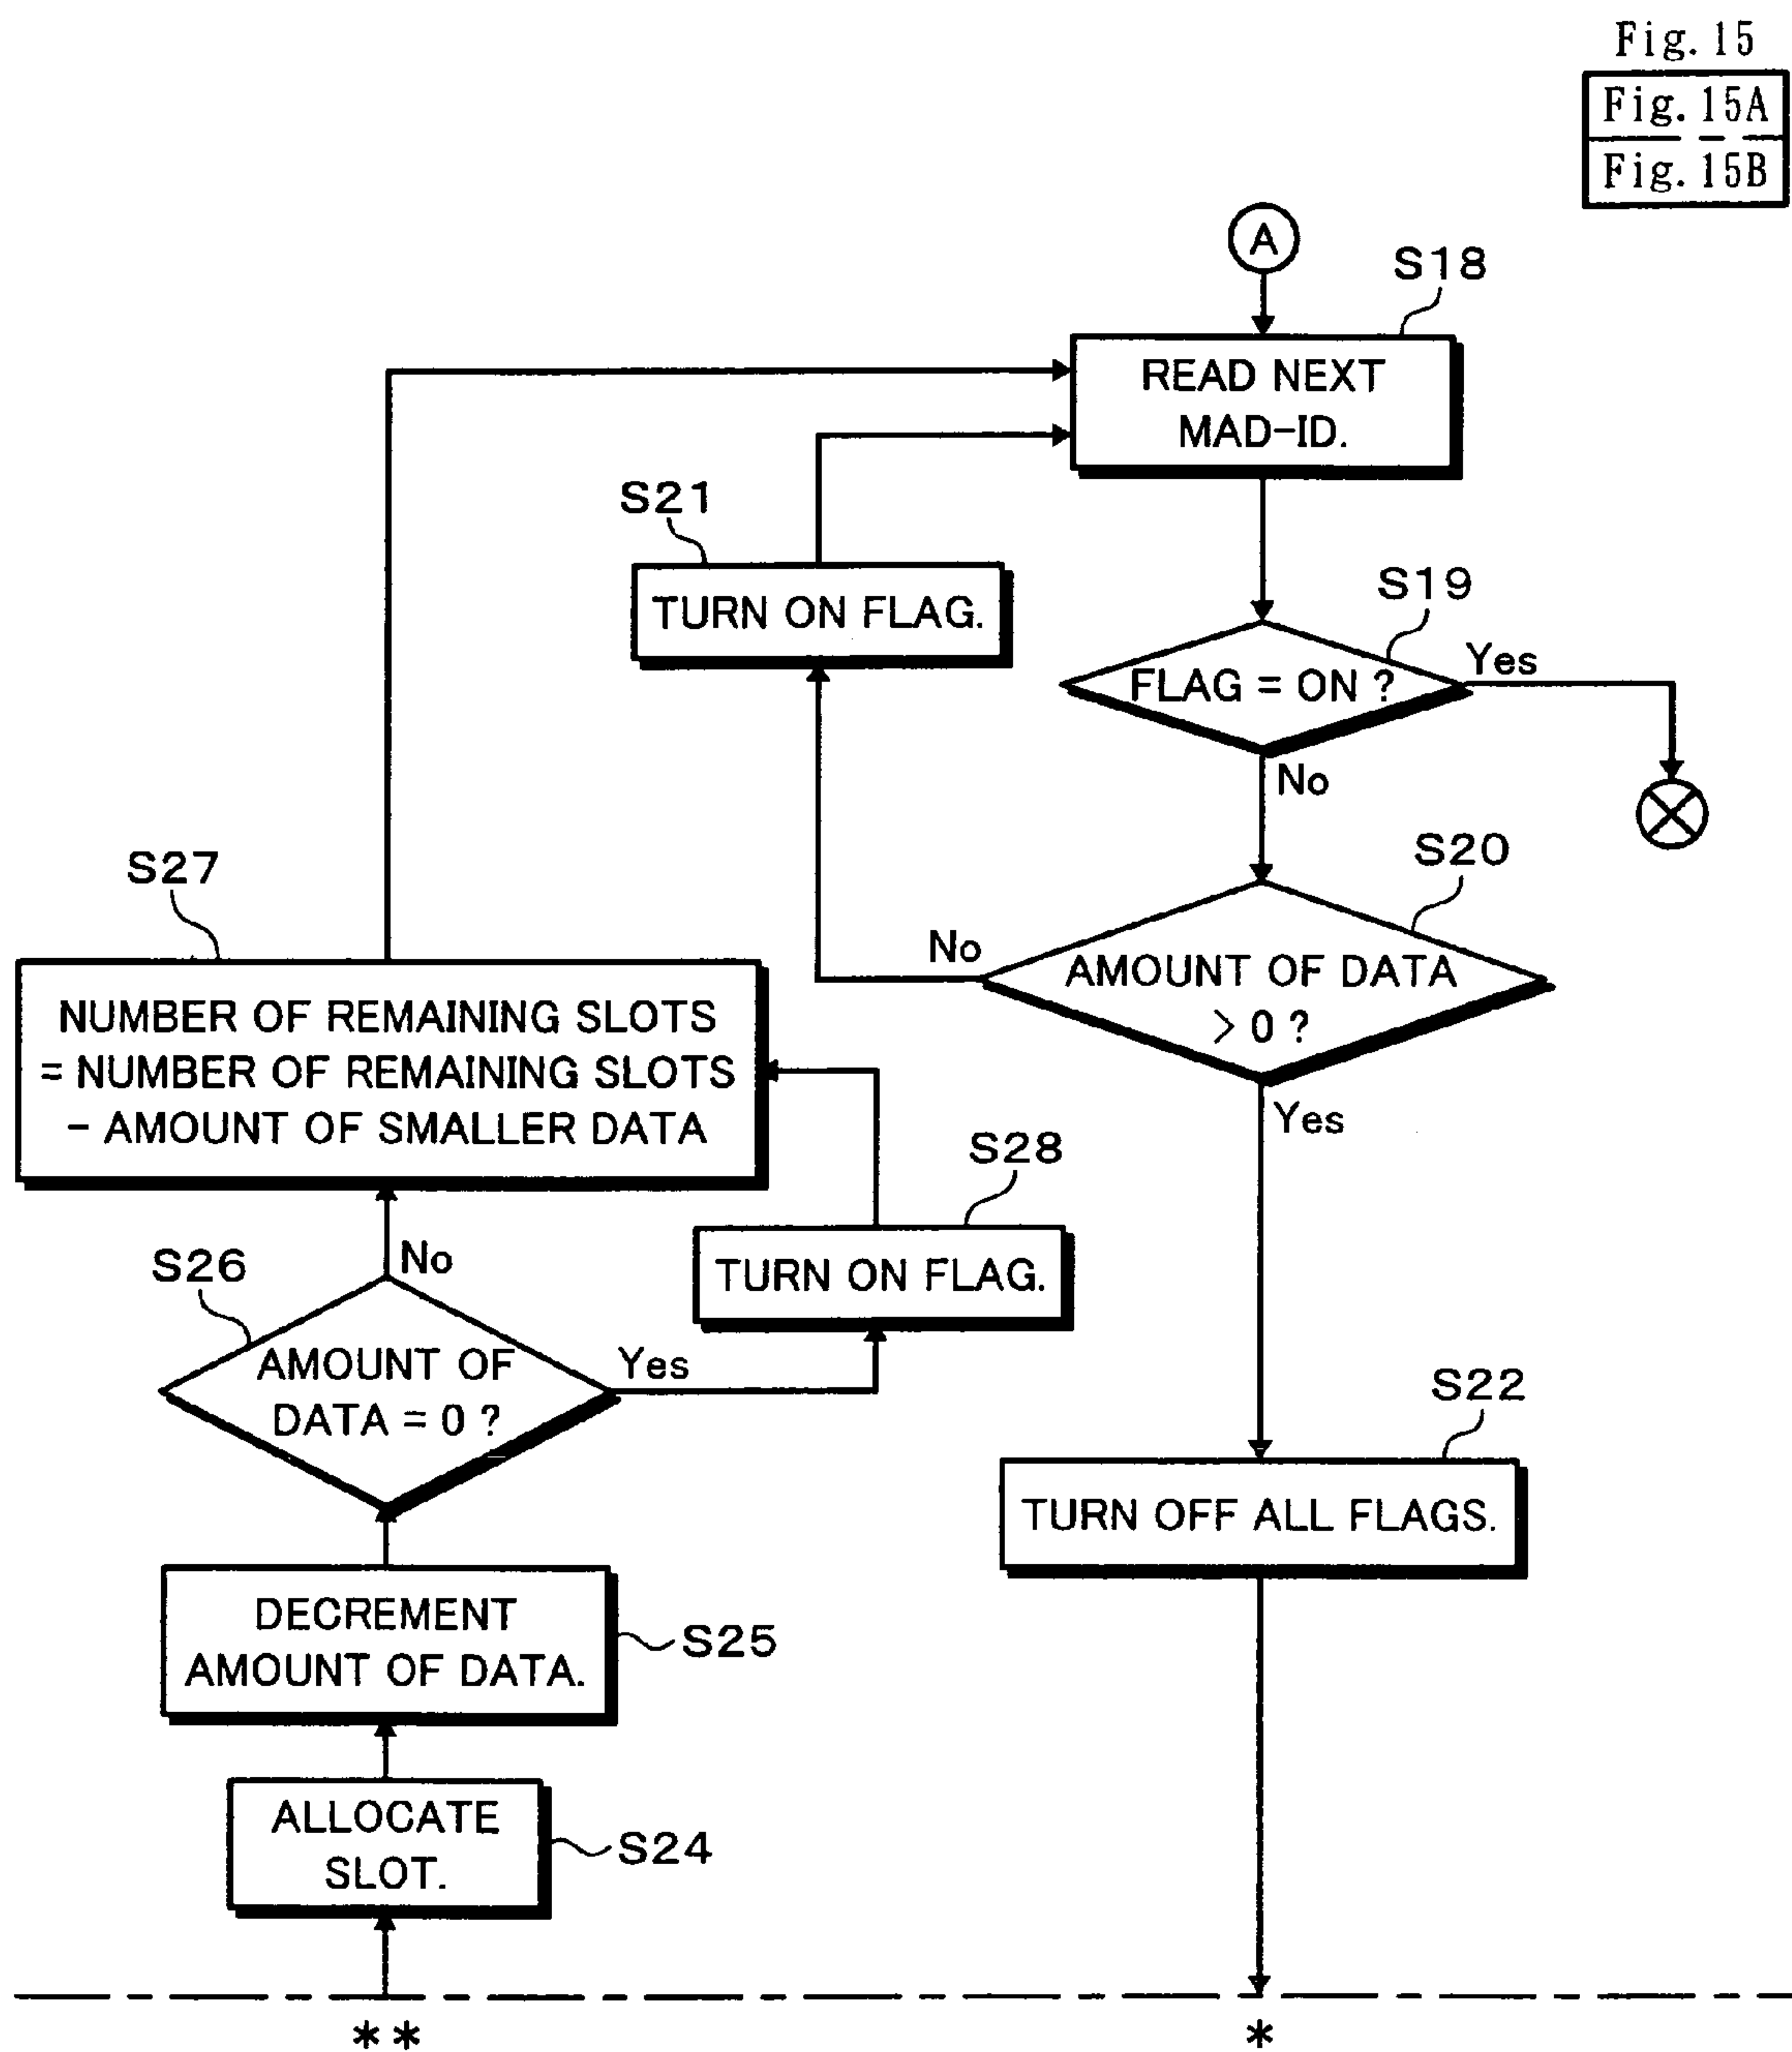 Fig. 15
Fig. 15A
Fig. 15B
A
S18
READ NEXT
MAD-ID.
S21
TURN ON FLAG.
S19
FLAG = ON ?
Yes
No
S20
AMOUNT OF DATA
> 0 ?
No
Yes
S27
NUMBER OF REMAINING SLOTS
= NUMBER OF REMAINING SLOTS
- AMOUNT OF SMALLER DATA
S28
TURN ON FLAG.
S26
No
AMOUNT OF
DATA = 0 ?
Yes
S22
TURN OFF ALL FLAGS.
DECREMENT
AMOUNT OF DATA.
S25
ALLOCATE
SLOT.
S24
**
*